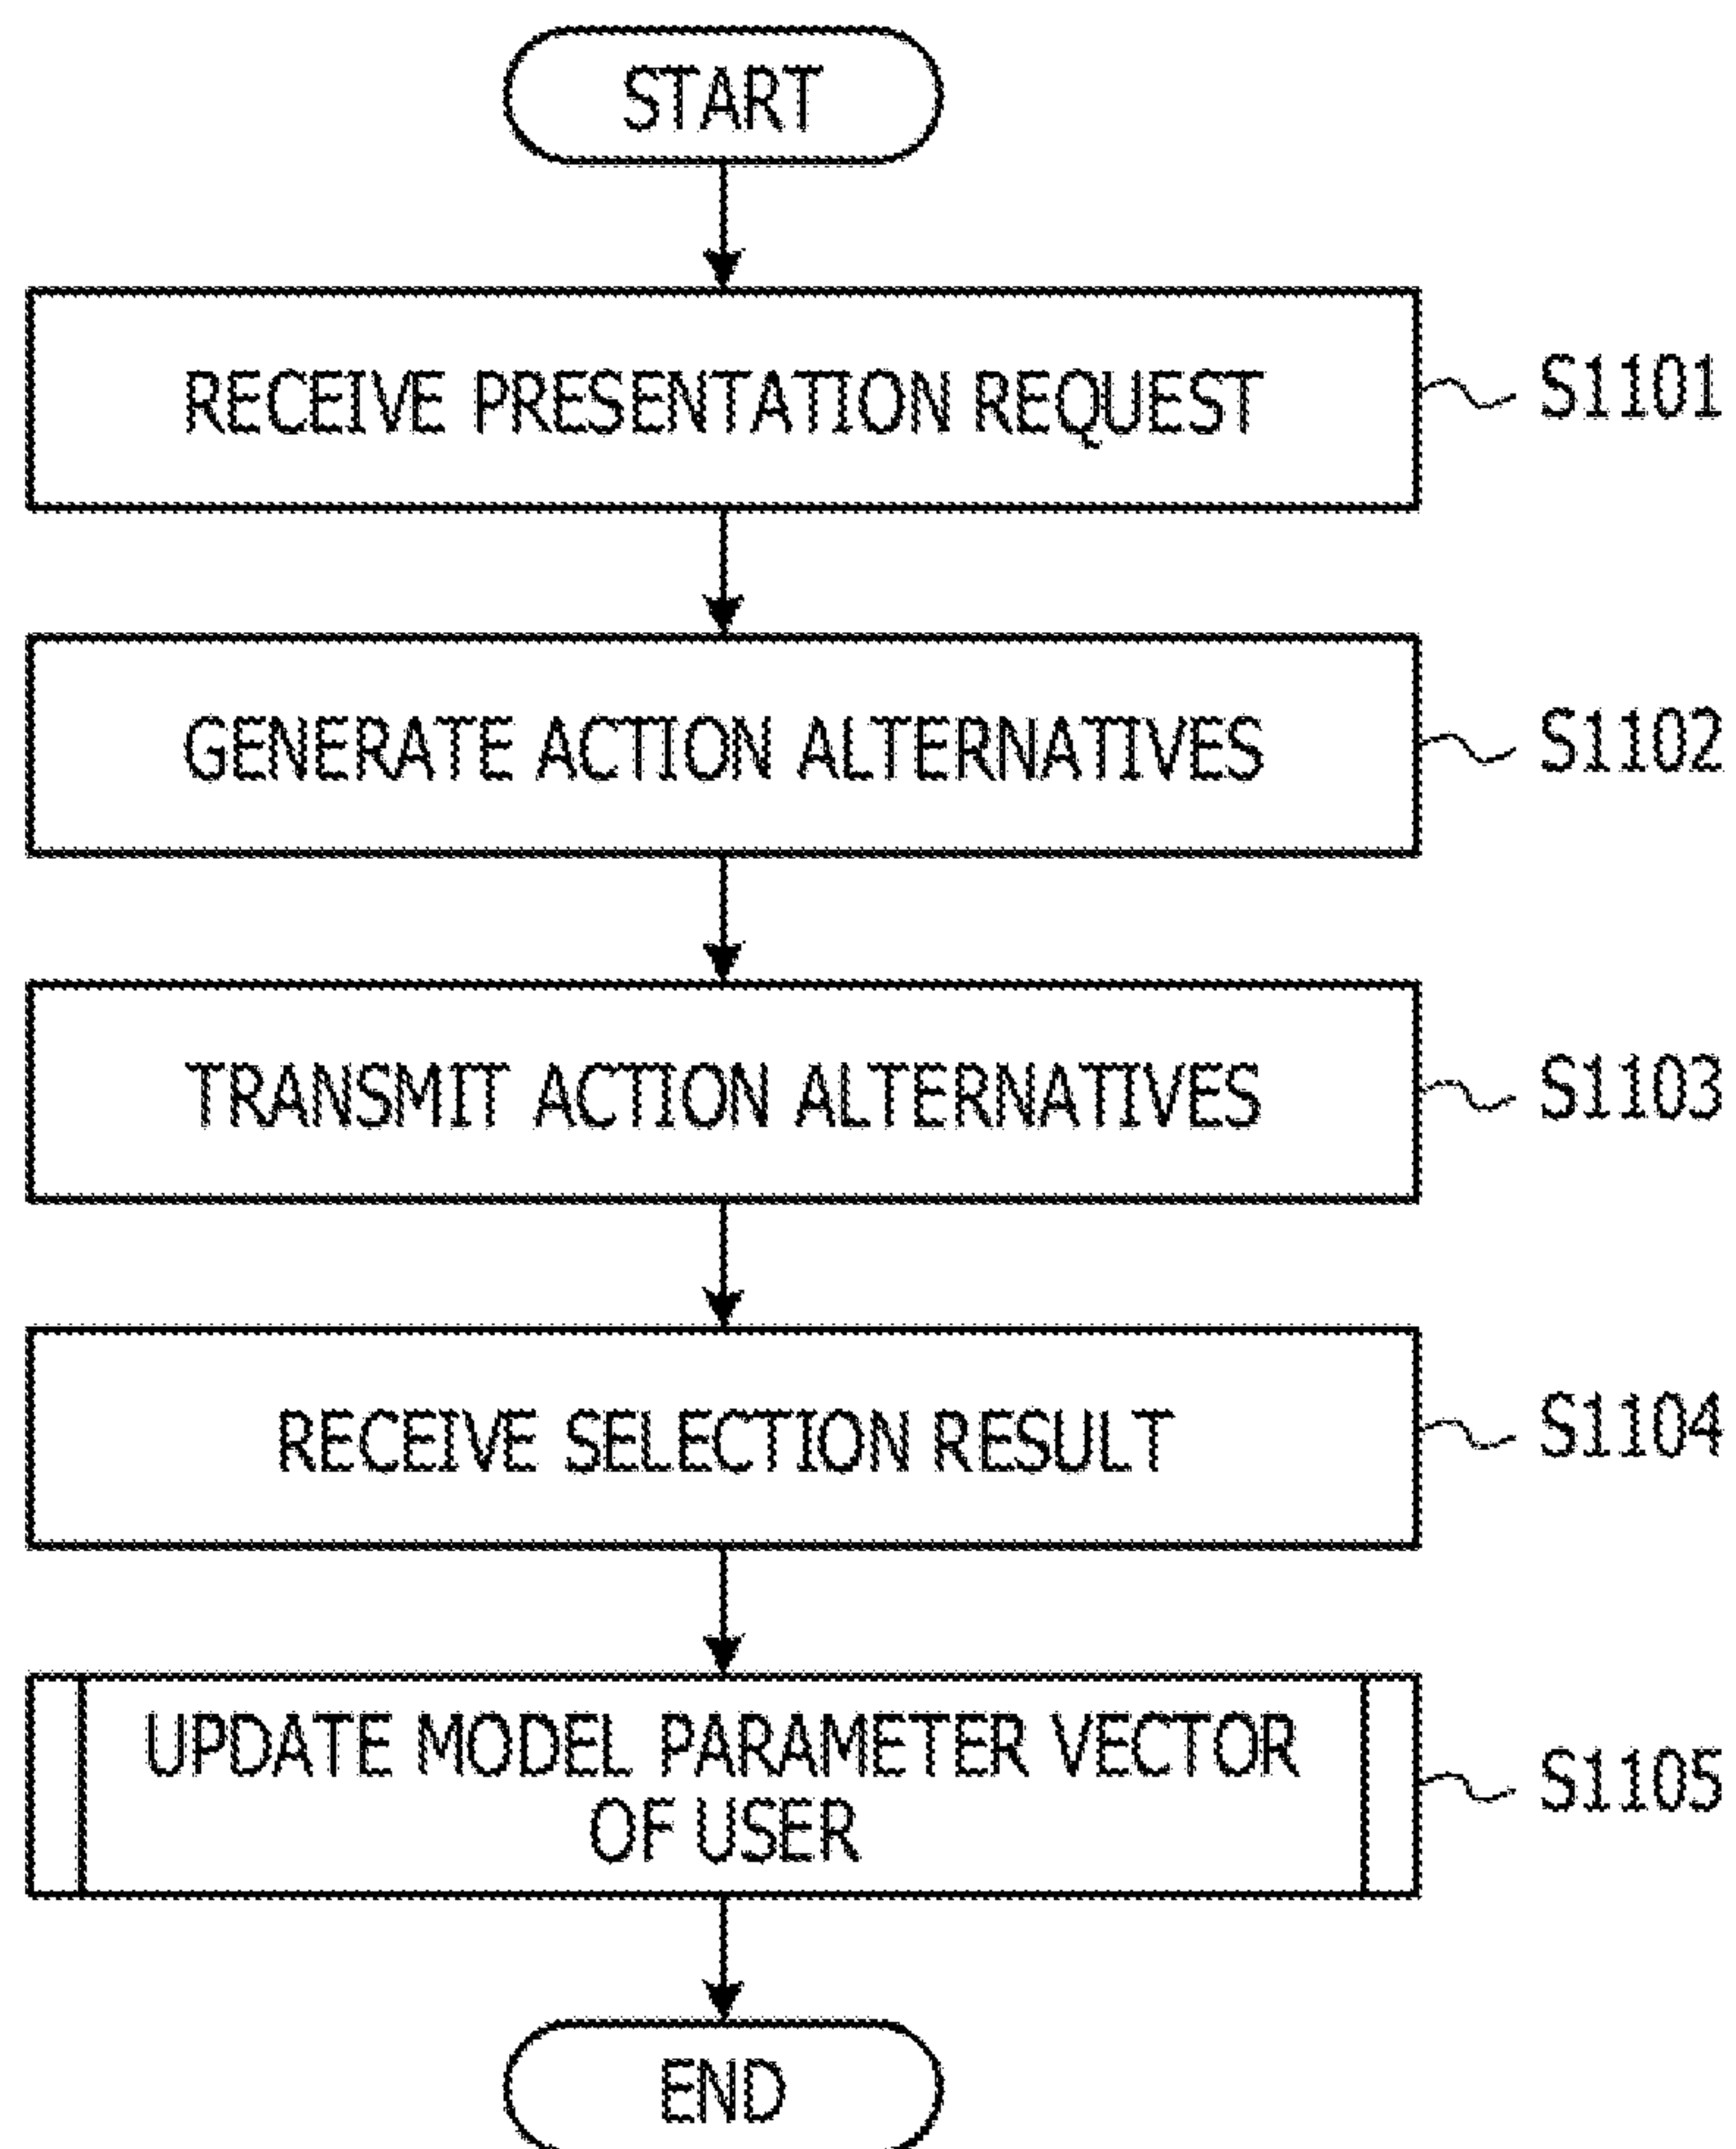 START
RECEIVE PRESENTATION REQUEST
S1101
GENERATE ACTION ALTERNATIVES
S1102
TRANSMIT ACTION ALTERNATIVES
S1103
RECEIVE SELECTION RESULT
S1104
UPDATE MODEL PARAMETER VECTOR
OF USER
S1105
END